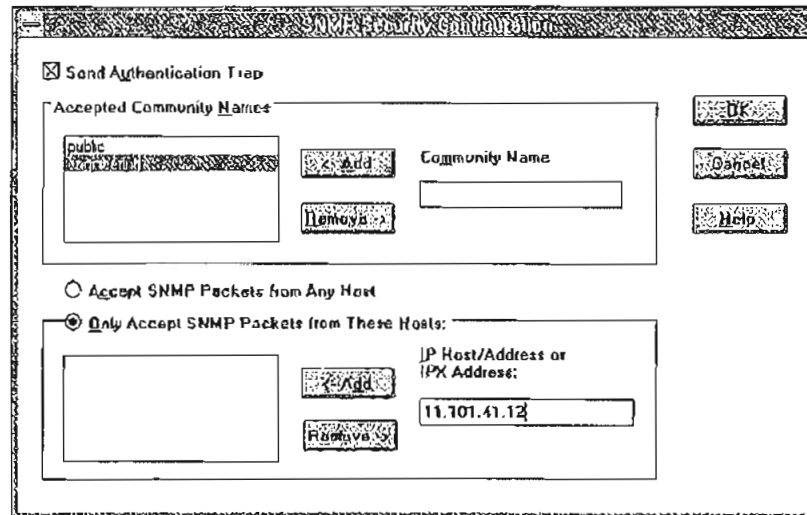 SNMP Security Configuration
Send Authentication Trap
Accepted Community Names
public
< Add
Community Name
Remove >
OK
Cancel
Help
Accept SNMP Packets from Any Host
Only Accept SNMP Packets from These Hosts:
IP Host/Address or
IPX Address:
< Add
11.101.41.12
Remove >